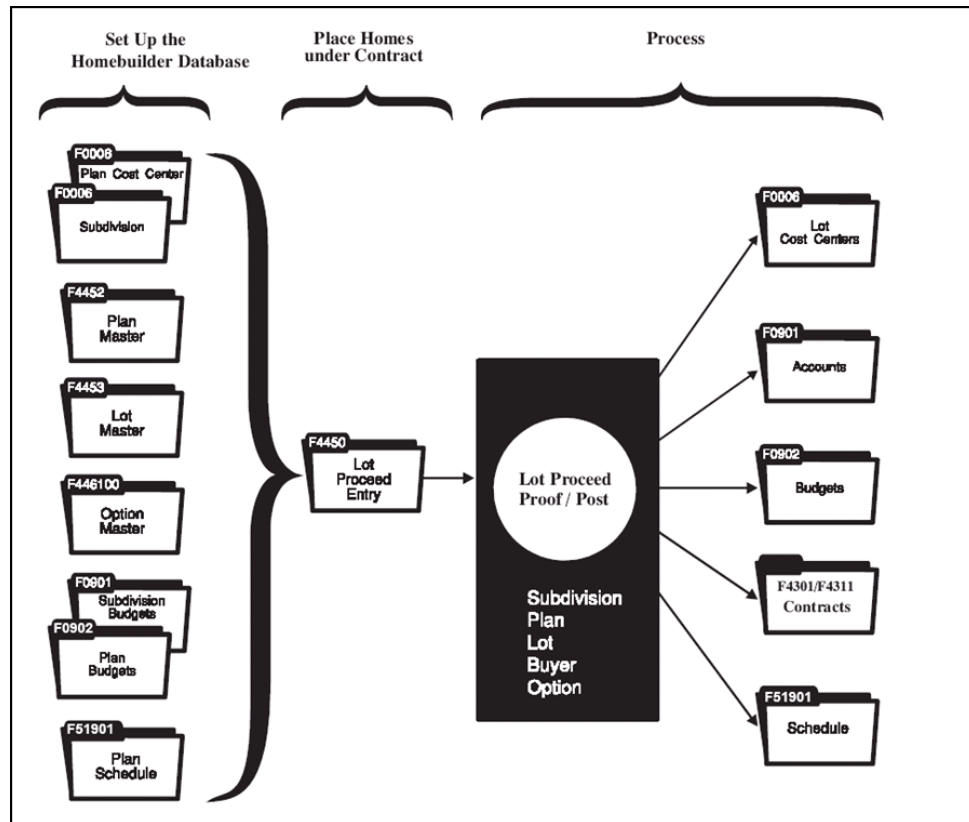 Set Up the
Homebuilder Database
Place Homes
under Contract
Process
F0006
Plan Cost Center
F0006
Subdivision
F4452
Plan
Master
F4453
Lot
Master
F446100
Option
Master
F0901
Subdivision
Budgets
F0902
Plan
Budgets
F51901
Plan
Schedule
F4450
Lot
Proceed
Entry
Lot Proceed
Proof / Post
Subdivision
Plan
Lot
Buyer
Option
F0006
Lot
Cost Centers
F0901
Accounts
F0902
Budgets
F4301/F4311
Contracts
F51901
Schedule